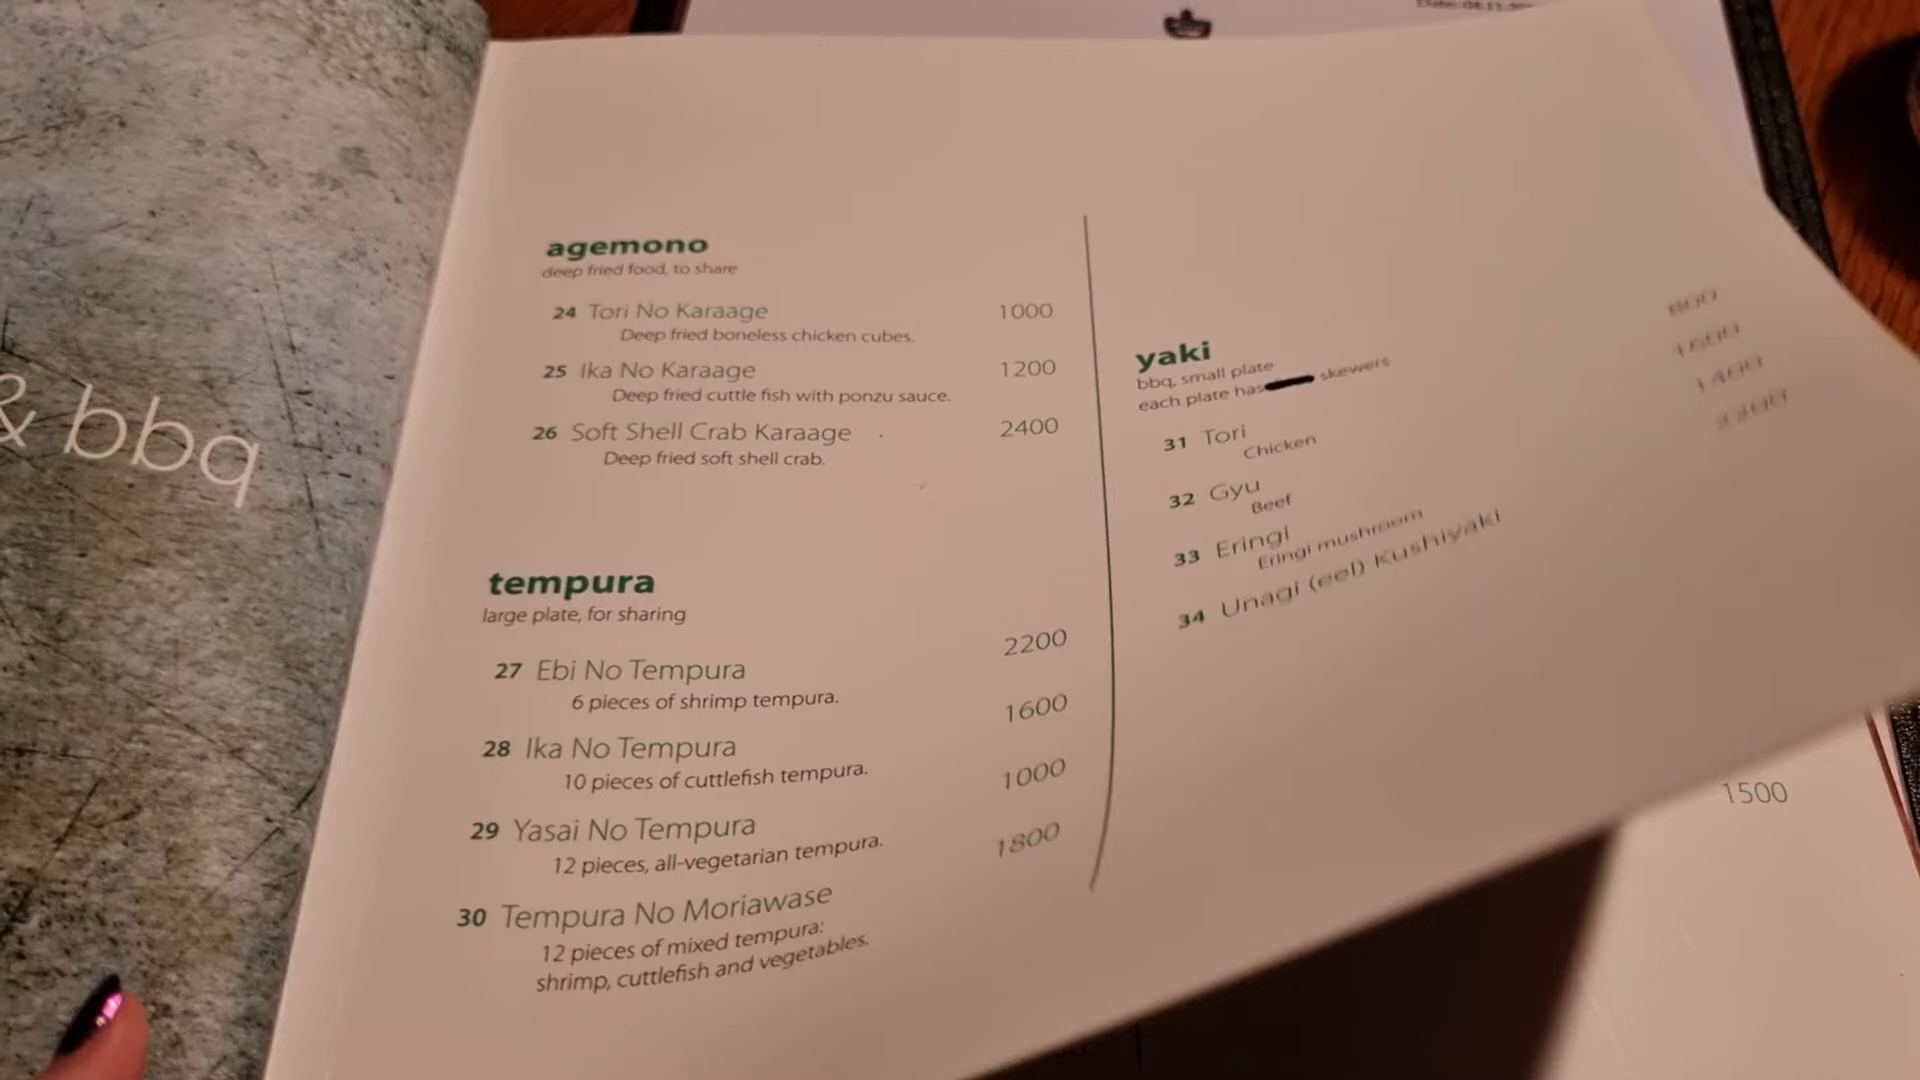 & bbq
agemono
deep fried food, to share
24 Tori No Karaage 1000
Deep fried boneless chicken cubes.
25 Ika No Karaage 1200
Deep fried cuttle fish with ponzu sauce.
26 Soft Shell Crab Karaage 2400
Deep fried soft shell crab.
tempura
large plate, for sharing
27 Ebi No Tempura 2200
6 pieces of shrimp tempura.
28 Ika No Tempura 1600
10 pieces of cuttlefish tempura.
29 Yasai No Tempura 1000
12 pieces, all-vegetarian tempura.
30 Tempura No Moriawase 1800
12 pieces of mixed tempura:
shrimp, cuttlefish and vegetables.
yaki
bbq, small plate
each plate has skewers
31 Tori 800
Chicken
32 Gyu 1600
Beef
33 Eringi 1400
Eringi mushroom
34 Unagi (eel) Kushiyaki
1500